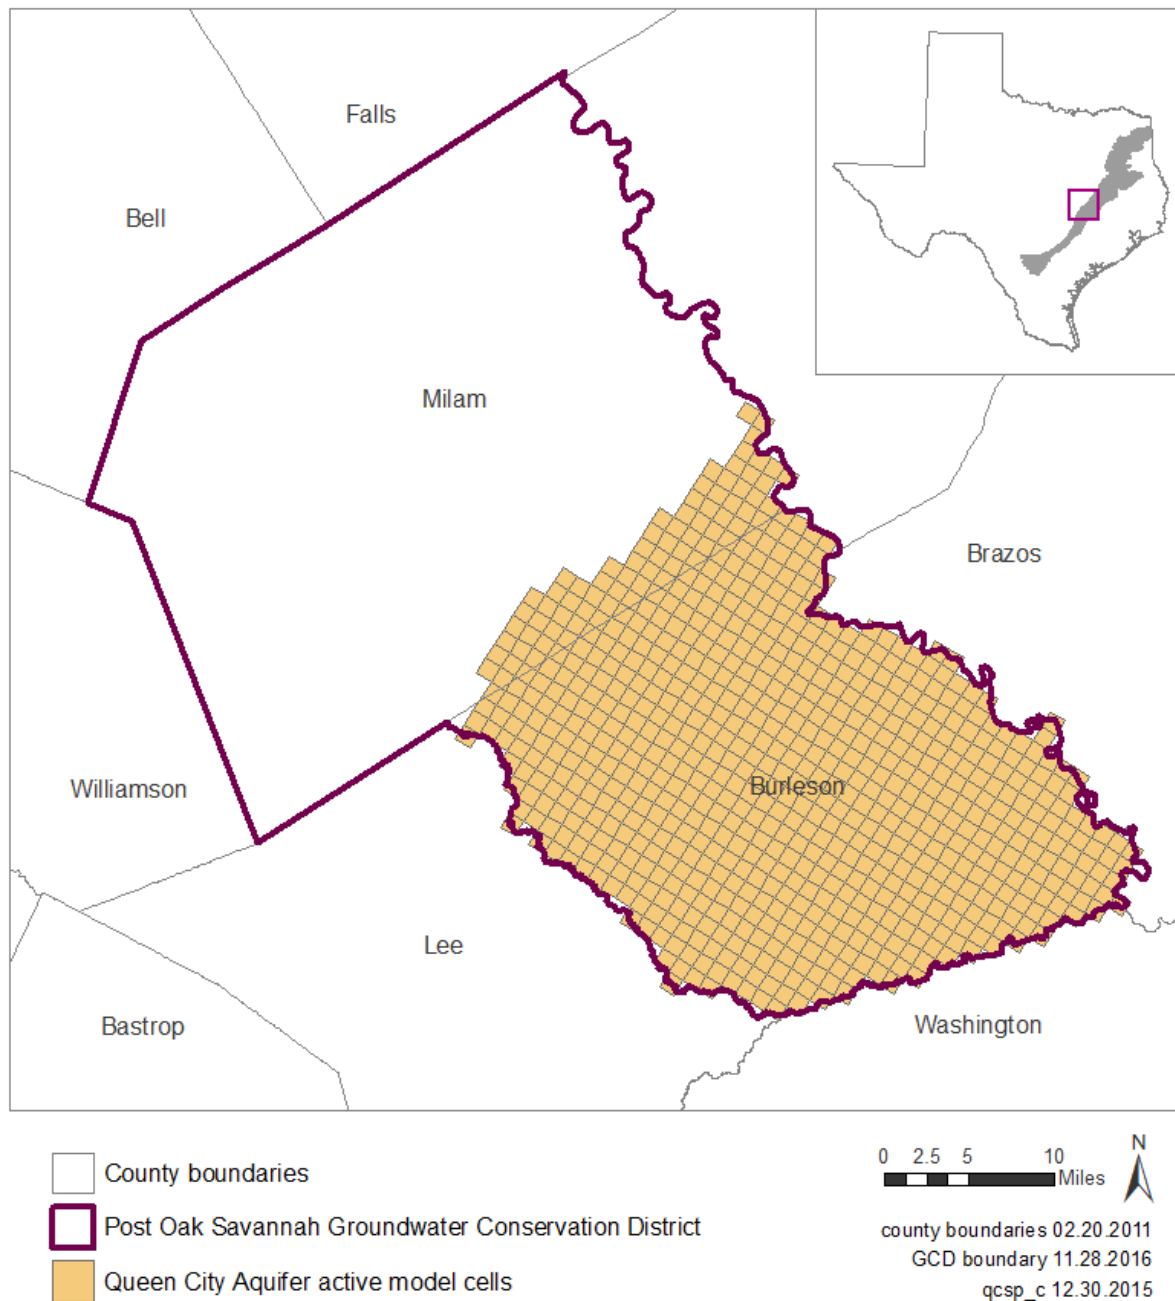 Falls
Bell
Milam
Brazos
Williamson
Burleson
Lee
Bastrop
Washington
County boundaries
Post Oak Savannah Groundwater Conservation District
Queen City Aquifer active model cells
0 2.5 5 10
Miles
N
county boundaries 02.20.2011
GCD boundary 11.28.2016
qcsp_c 12.30.2015